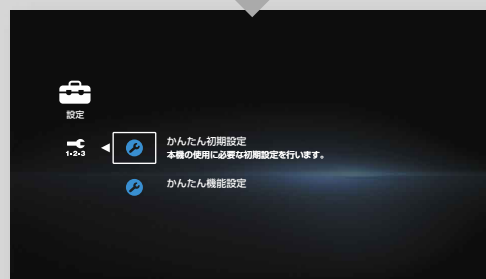 設定
1・2・3
かんたん初期設定
本機の使用に必要な初期設定を行います。
かんたん機能設定